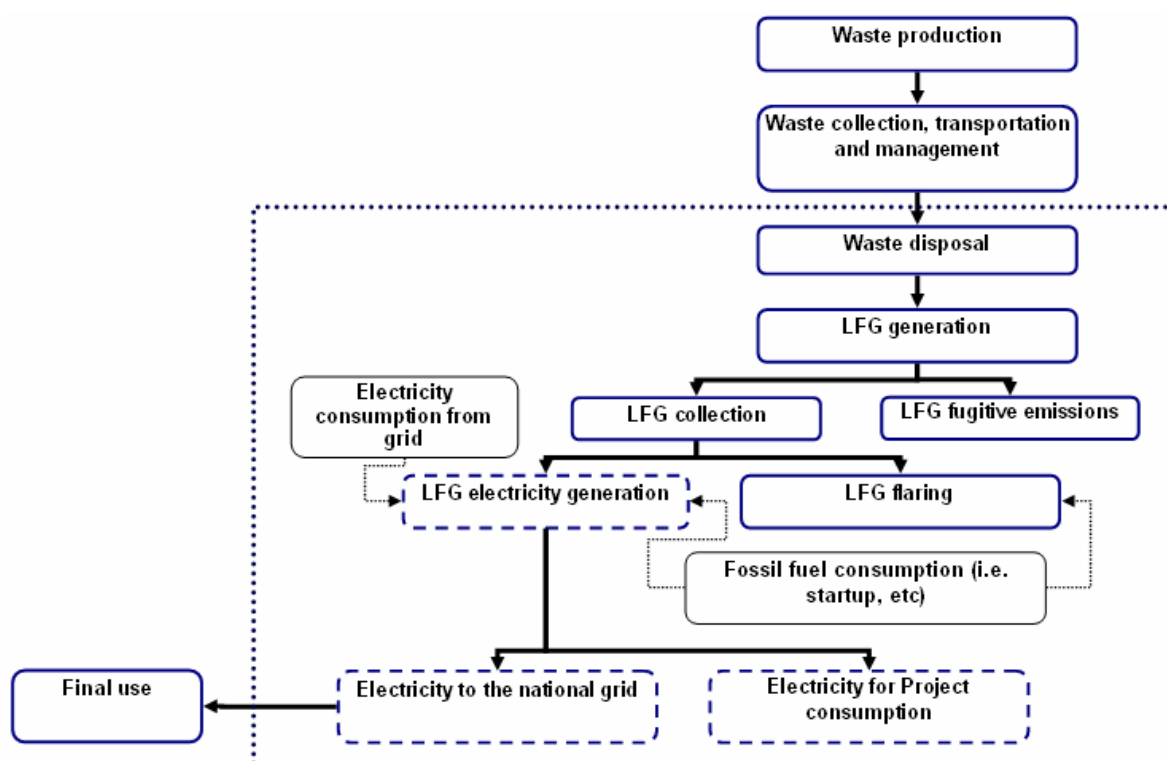 Waste production
Waste collection, transportation
and management
Waste disposal
LFG generation
Electricity
consumption from
grid
LFG collection
LFG fugitive emissions
LFG electricity generation
LFG flaring
Fossil fuel consumption (i.e.
startup, etc)
Final use
Electricity to the national grid
Electricity for Project
consumption